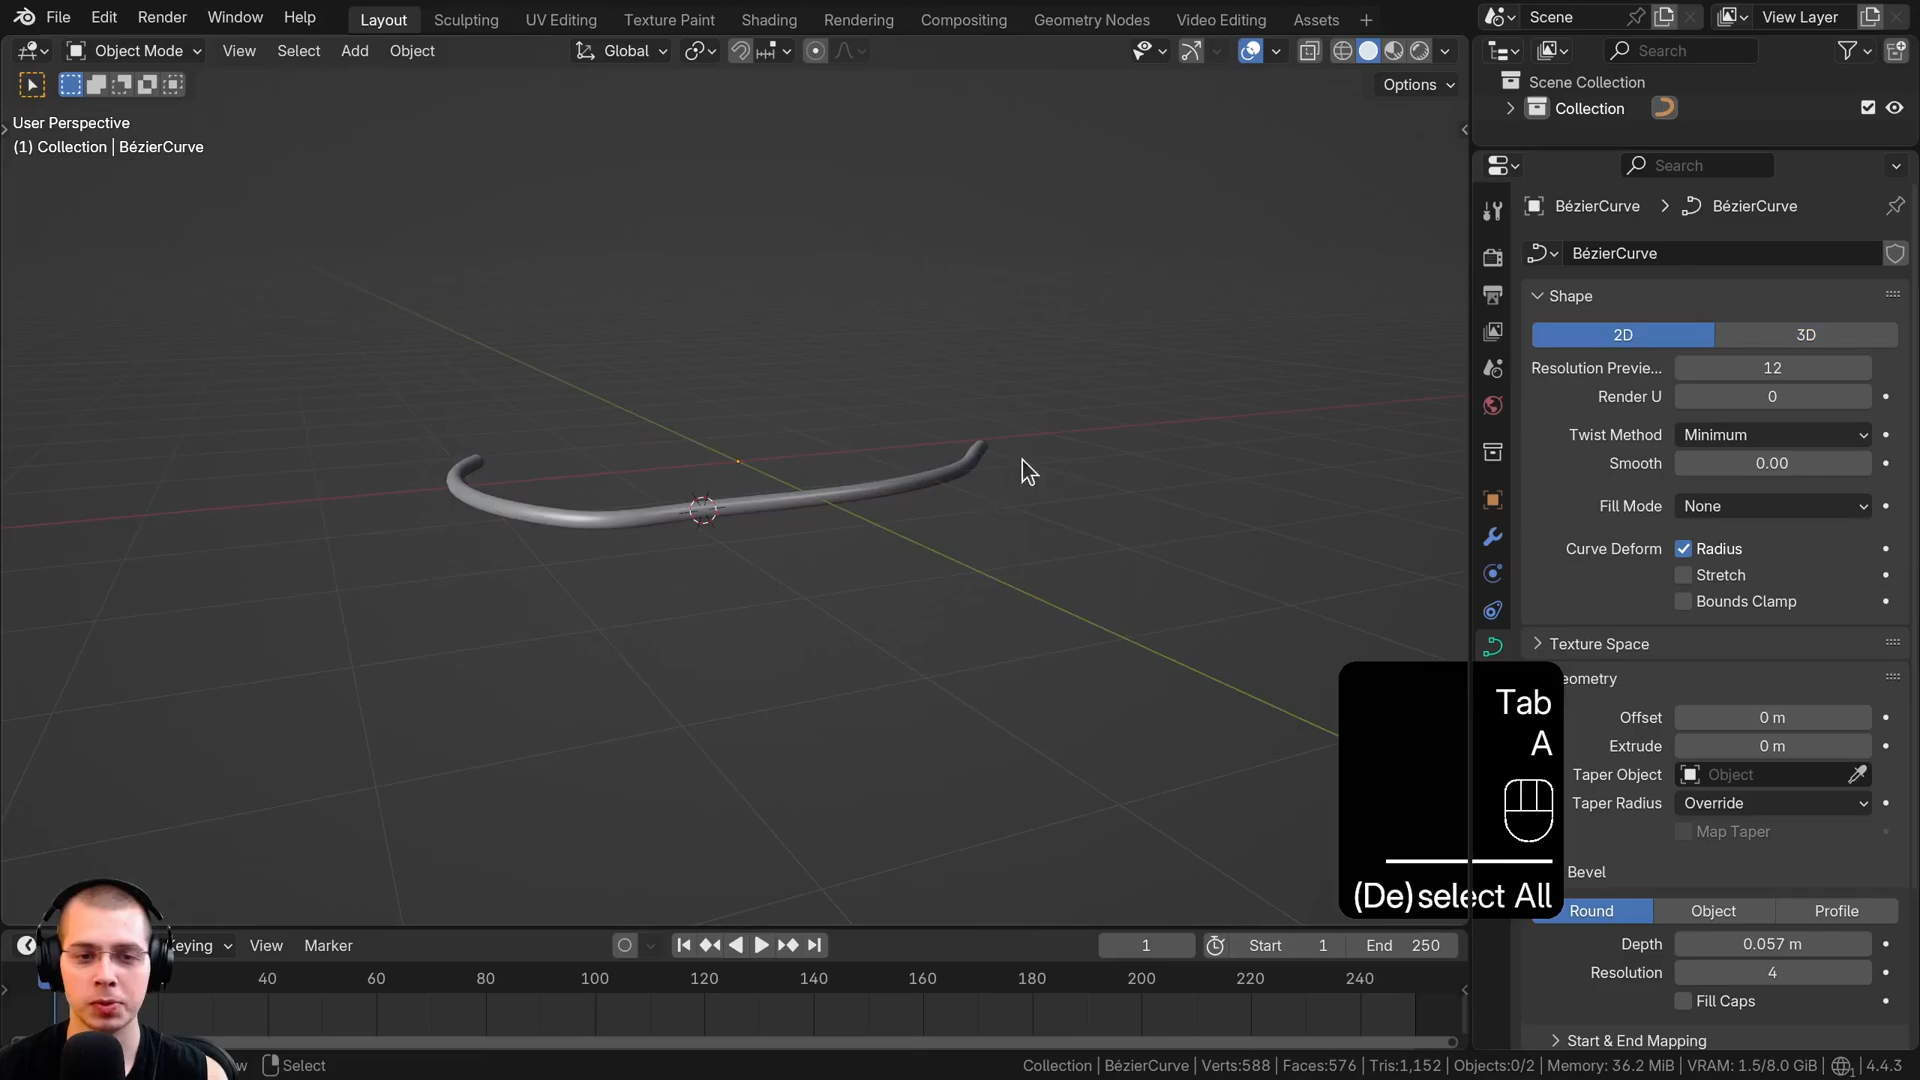 File Edit Render Window Help Layout Sculpting UV Editing Texture Paint Shading Rendering Compositing Geometry Nodes Video Editing Assets + Scene View Layer
Object Mode View Select Add Object Global Search
Options
User Perspective
(1) Collection | BézierCurve
Scene Collection
Collection
Search
BézierCurve > BézierCurve
BézierCurve
Shape
2D 3D
Resolution Previe... 12
Render U 0
Twist Method Minimum
Smooth 0.00
Fill Mode None
Curve Deform Radius
Stretch
Bounds Clamp
Texture Space
eometry
Offset 0 m
Extrude 0 m
Taper Object Object
Taper Radius Override
Map Taper
Bevel
Round Object Profile
Depth 0.057 m
Resolution 4
Fill Caps
Start & End Mapping
Tab
A
(De)select All
Keying View Marker 1 Start 1 End 250
40 60 80 100 120 140 160 180 200 220 240
w Select Collection | BézierCurve | Verts:588 | Faces:576 | Tris:1,152 | Objects:0/2 | Memory: 36.2 MiB | VRAM: 1.5/8.0 GiB | 4.4.3